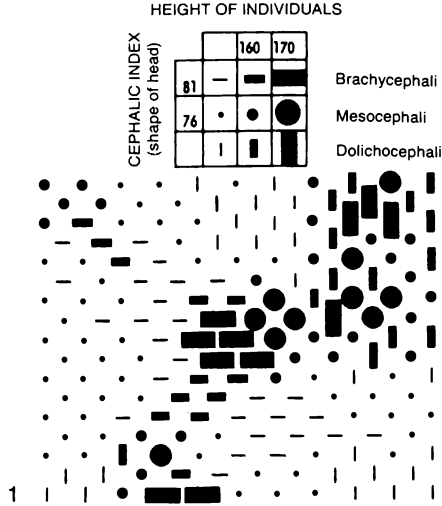 HEIGHT OF INDIVIDUALS
CEPHALIC INDEX
(shape of head)
160 170
81
Brachycephali
76
Mesocephali
Dolichocephali
1